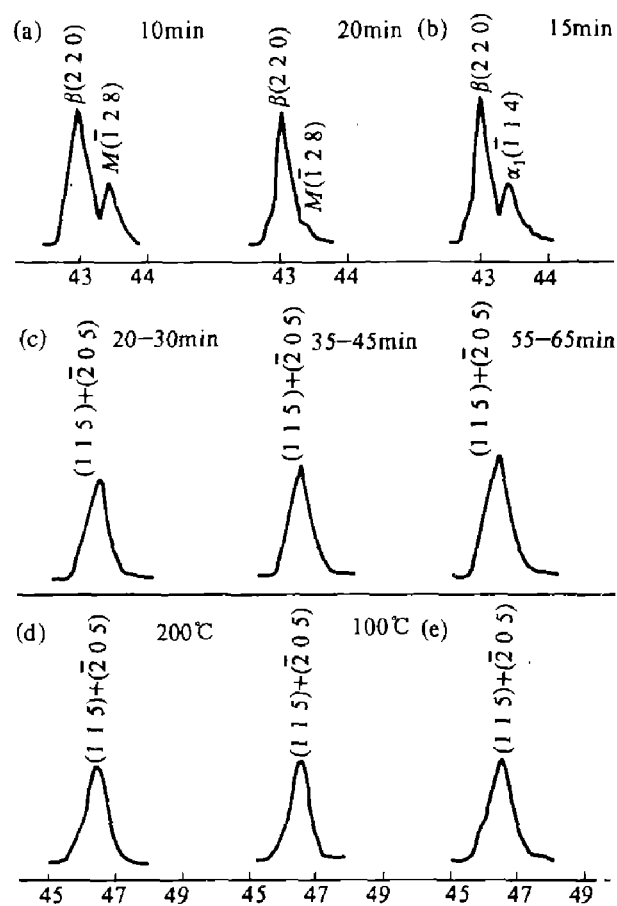 (a) 10min 20min (b) 15min
β(2 2 0) M(1̄ 2 8) β(2 2 0) M(1̄ 2 8) β(2 2 0) α₁(1̄ 1 4)
43 44 43 44 43 44
(c) 20-30min 35-45min 55-65min
(1 1 5)+(2̄ 0 5) (1 1 5)+(2̄ 0 5) (1 1 5)+(2̄ 0 5)
(d) 200℃ 100℃ (e)
(1 1 5)+(2̄ 0 5) (1 1 5)+(2̄ 0 5) (1 1 5)+(2̄ 0 5)
45 47 49 45 47 49 45 47 49